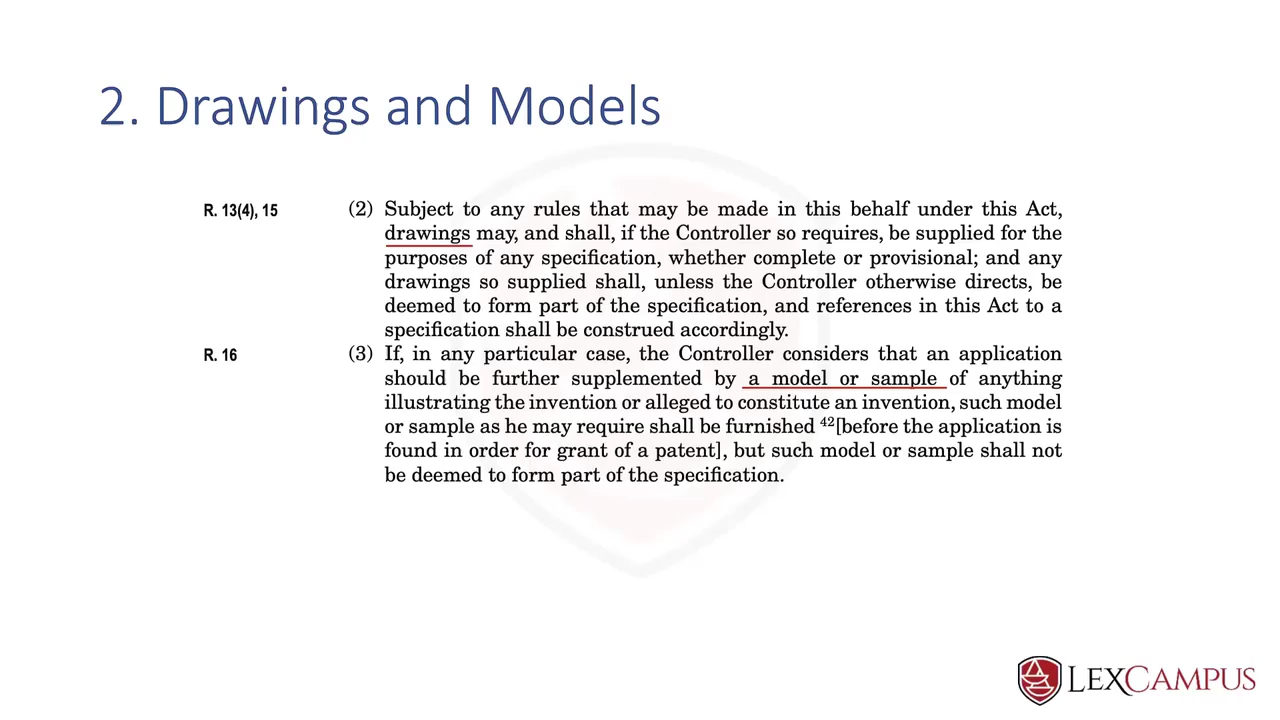 2. Drawings and Models
R. 13(4), 15
(2) Subject to any rules that may be made in this behalf under this Act,
drawings may, and shall, if the Controller so requires, be supplied for the
purposes of any specification, whether complete or provisional; and any
drawings so supplied shall, unless the Controller otherwise directs, be
deemed to form part of the specification, and references in this Act to a
specification shall be construed accordingly.
R. 16
(3) If, in any particular case, the Controller considers that an application
should be further supplemented by a model or sample of anything
illustrating the invention or alleged to constitute an invention, such model
or sample as he may require shall be furnished 42[before the application is
found in order for grant of a patent], but such model or sample shall not
be deemed to form part of the specification.
LEXCAMPUS